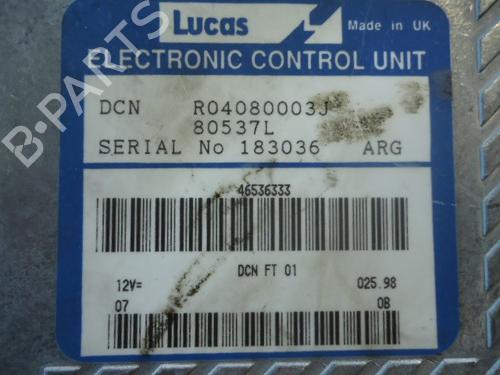 Lucas
Made in UK
ELECTRONIC CONTROL UNIT
DCN R04080003J
80537L
SERIAL No 183036 ARG
46536333
DCN FT 01
12V= 025.98
07 0B
B-PARTS